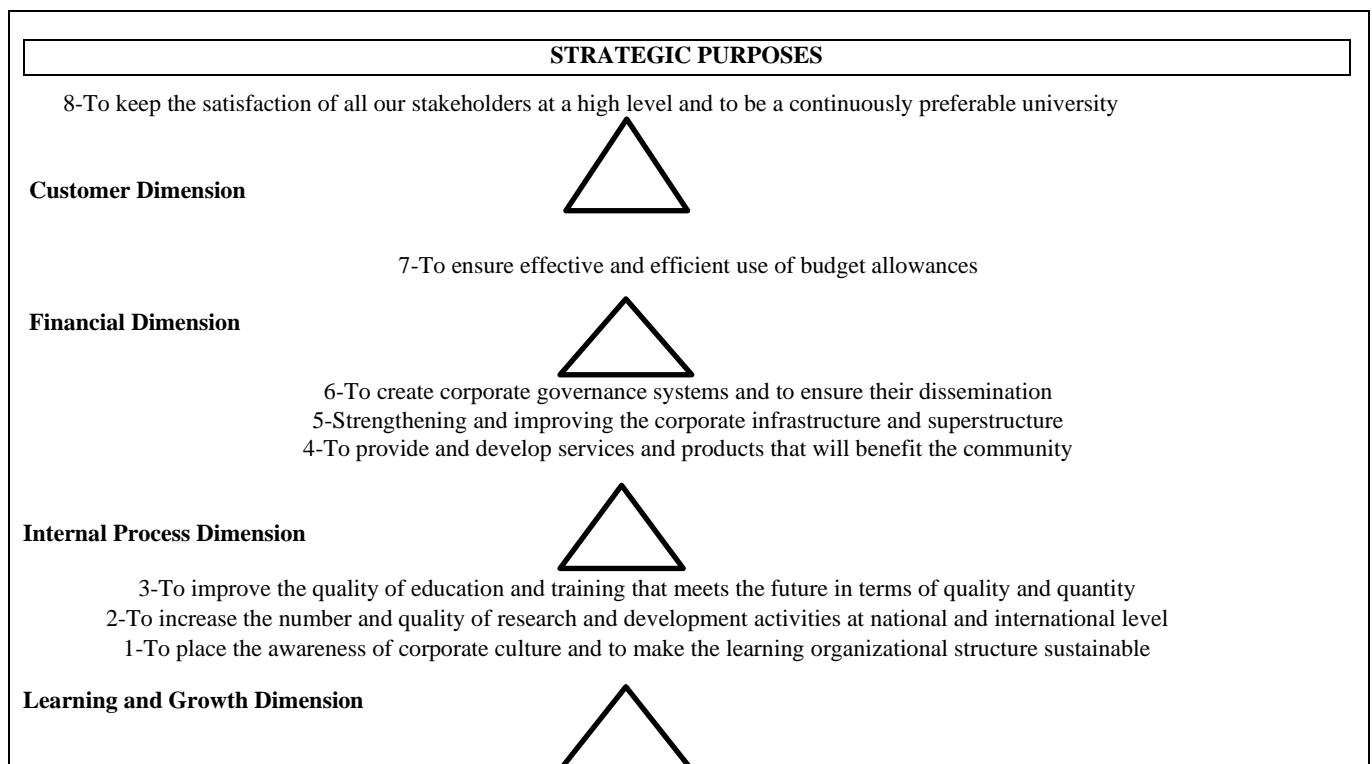 STRATEGIC PURPOSES
8-To keep the satisfaction of all our stakeholders at a high level and to be a continuously preferable university
Customer Dimension
7-To ensure effective and efficient use of budget allowances
Financial Dimension
6-To create corporate governance systems and to ensure their dissemination
5-Strengthening and improving the corporate infrastructure and superstructure
4-To provide and develop services and products that will benefit the community
Internal Process Dimension
3-To improve the quality of education and training that meets the future in terms of quality and quantity
2-To increase the number and quality of research and development activities at national and international level
1-To place the awareness of corporate culture and to make the learning organizational structure sustainable
Learning and Growth Dimension